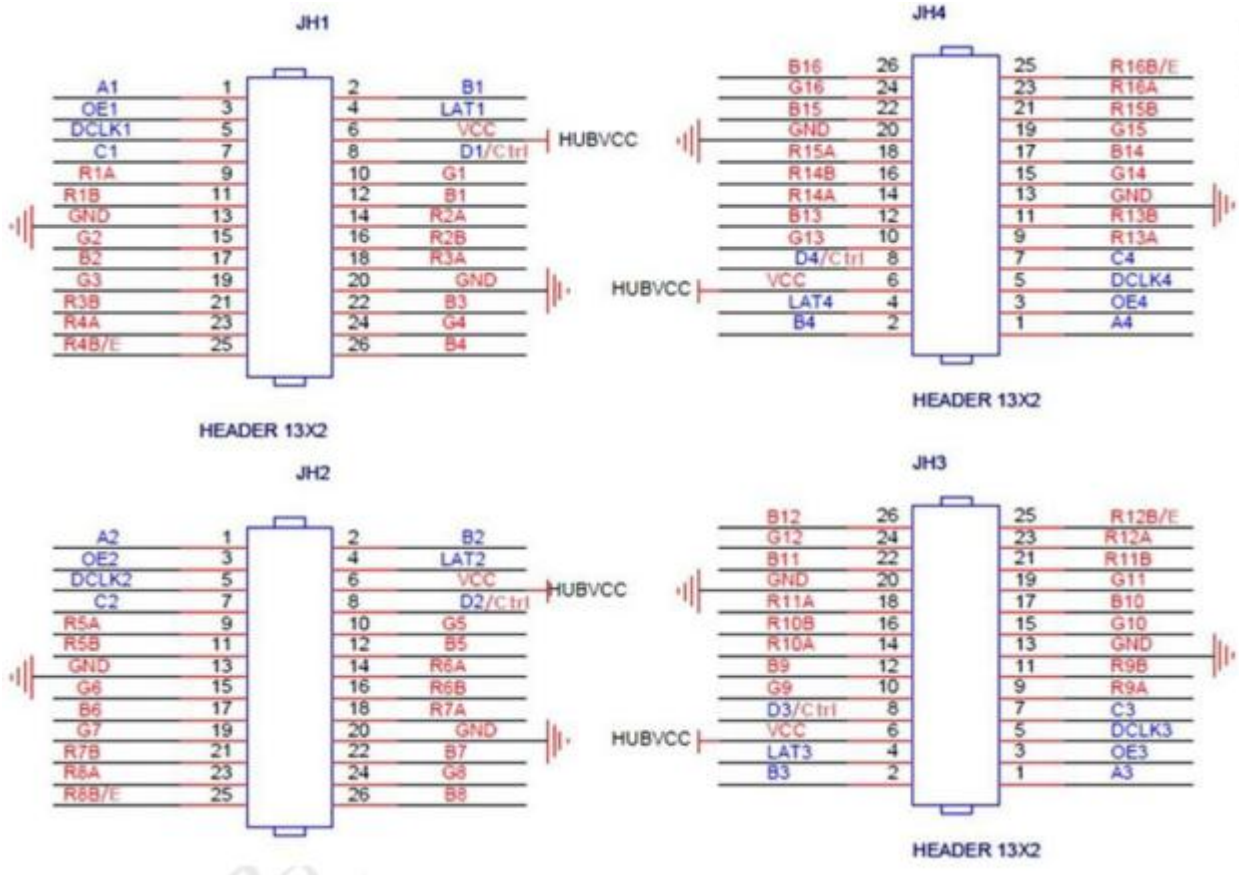 JH1
A1 1 2 B1
OE1 3 4 LAT1
DCLK1 5 6 VCC HUBVCC
C1 7 8 D1/Ctrl
R1A 9 10 G1
R1B 11 12 B1
GND 13 14 R2A
G2 15 16 R2B
B2 17 18 R3A
G3 19 20 GND
R3B 21 22 B3
R4A 23 24 G4
R4B/E 25 26 B4
HEADER 13X2
JH4
B16 26 25 R16B/E
G16 24 23 R16A
B15 22 21 R15B
GND 20 19 G15
R15A 18 17 B14
R14B 16 15 G14
R14A 14 13 GND
B13 12 11 R13B
G13 10 9 R13A
D4/Ctrl 8 7 C4
HUBVCC VCC 6 5 DCLK4
LAT4 4 3 OE4
B4 2 1 A4
HEADER 13X2
JH2
A2 1 2 B2
OE2 3 4 LAT2
DCLK2 5 6 VCC HUBVCC
C2 7 8 D2/Ctrl
R5A 9 10 G5
R5B 11 12 B5
GND 13 14 R6A
G6 15 16 R6B
B6 17 18 R7A
G7 19 20 GND
R7B 21 22 B7
R8A 23 24 G8
R8B/E 25 26 B8
JH3
B12 26 25 R12B/E
G12 24 23 R12A
B11 22 21 R11B
GND 20 19 G11
R11A 18 17 B10
R10B 16 15 G10
R10A 14 13 GND
B9 12 11 R9B
G9 10 9 R9A
D3/Ctrl 8 7 C3
HUBVCC VCC 6 5 DCLK3
LAT3 4 3 OE3
B3 2 1 A3
HEADER 13X2